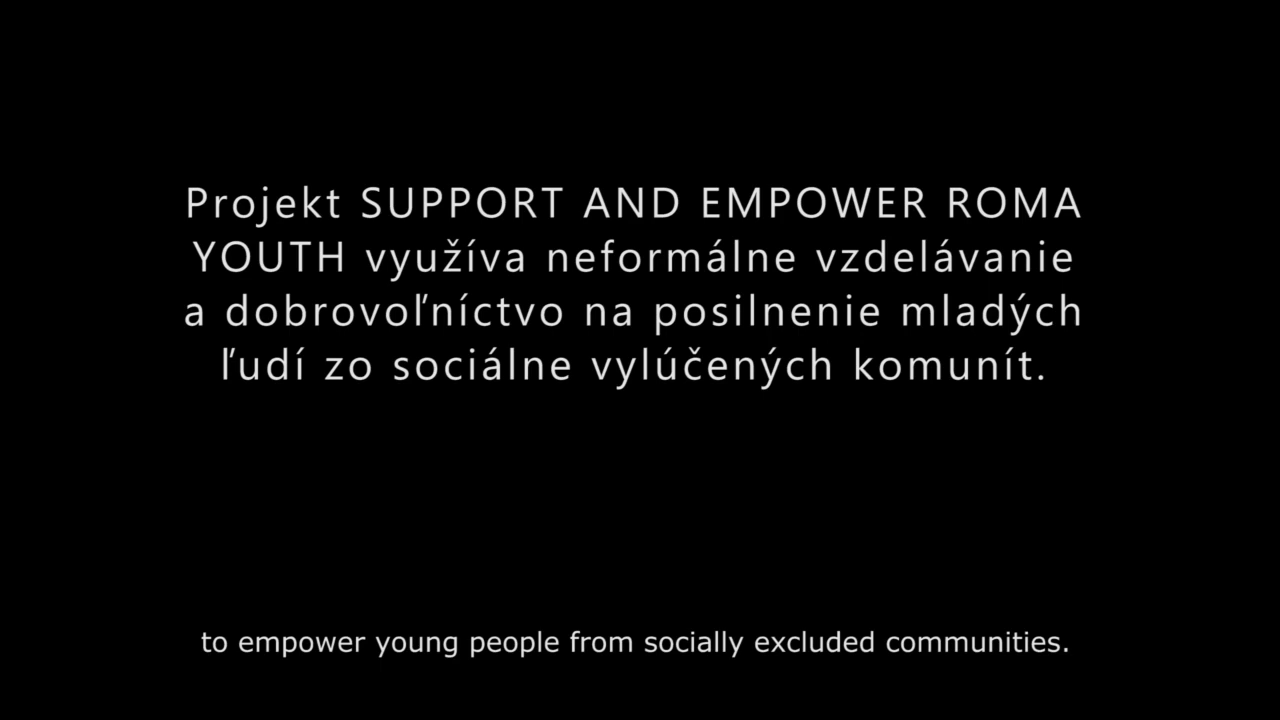 Projekt SUPPORT AND EMPOWER ROMA
YOUTH využíva neformálne vzdelávanie
a dobrovoľníctvo na posilnenie mladých
ľudí zo sociálne vylúčených komunít.
to empower young people from socially excluded communities.